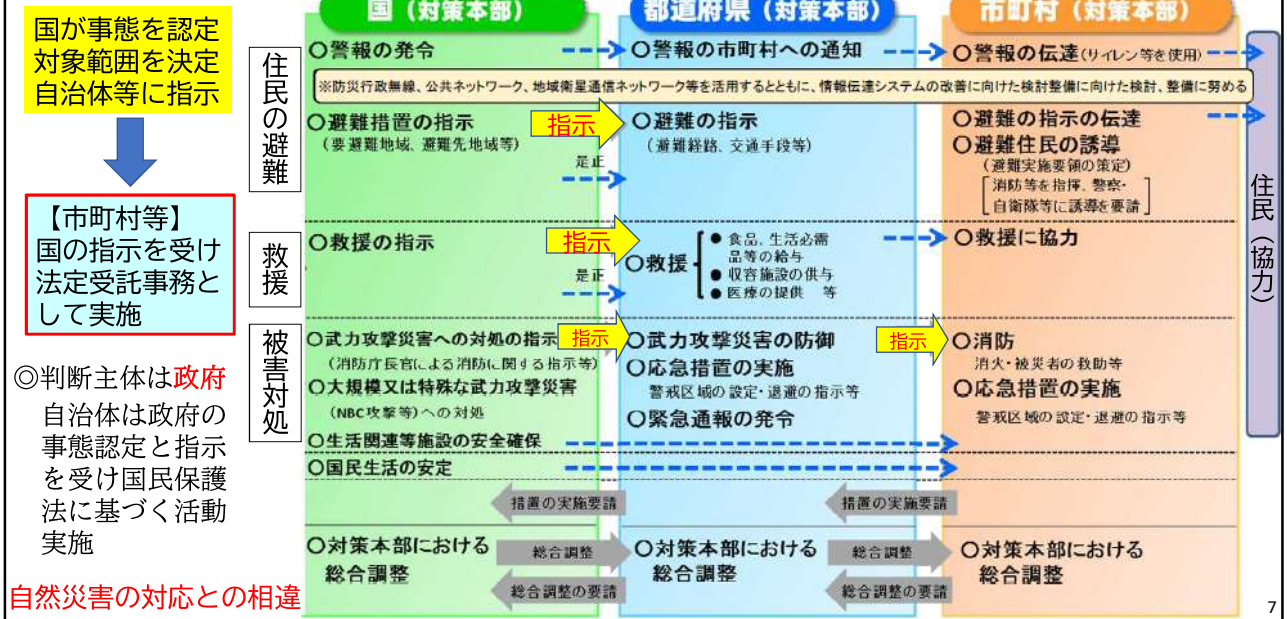 国が事態を認定
対象範囲を決定
自治体等に指示
【市町村等】
国の指示を受け
法定受託事務と
して実施
◎判断主体は政府
自治体は政府の
事態認定と指示
を受け国民保護
法に基づく活動
実施
自然災害の対応との相違
住民の避難
救援
被害対処
国（対策本部）
都道府県（対策本部）
市町村（対策本部）
○警報の発令
○警報の市町村への通知
○警報の伝達(サイレン等を使用)
※防災行政無線、公共ネットワーク、地域衛星通信ネットワーク等を活用するとともに、情報伝達システムの改善に向けた検討整備に向けた検討、整備に努める
○避難措置の指示
（要避難地域、避難先地域等）
指示
是正
○避難の指示
（避難経路、交通手段等）
○避難の指示の伝達
○避難住民の誘導
（避難実施要領の策定）
消防等を指揮、警察・
自衛隊等に誘導を要請
○救援の指示
指示
是正
○救援
● 食品、生活必需
品等の給与
● 収容施設の供与
● 医療の提供　等
○救援に協力
○武力攻撃災害への対処の指示
（消防庁長官による消防に関する指示等）
○大規模又は特殊な武力攻撃災害
（NBC攻撃等）への対処
指示
○武力攻撃災害の防御
○応急措置の実施
警戒区域の設定・退避の指示等
○緊急通報の発令
指示
○消防
消火・被災者の救助等
○応急措置の実施
警戒区域の設定・退避の指示等
○生活関連等施設の安全確保
○国民生活の安定
措置の実施要請
措置の実施要請
○対策本部における
総合調整
総合調整
総合調整の要請
○対策本部における
総合調整
総合調整
総合調整の要請
○対策本部における
総合調整
住民（協力）
7